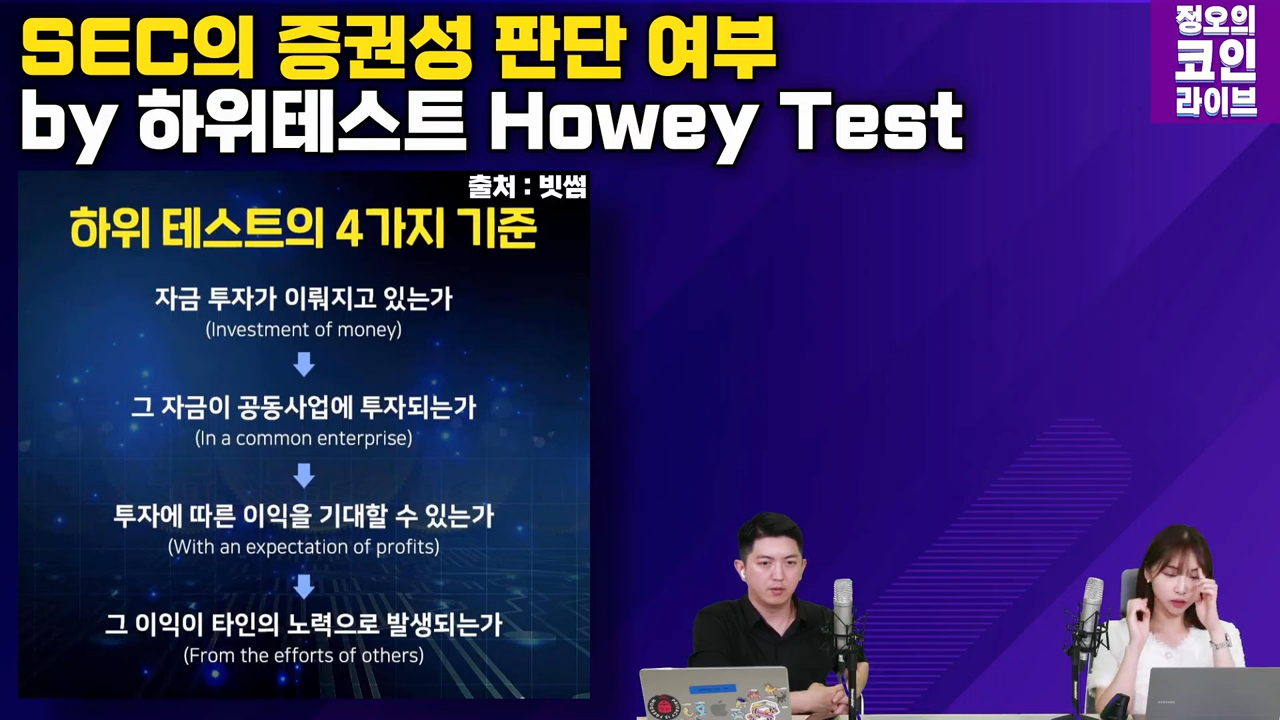 SEC의 증권성 판단 여부
by 하위테스트 Howey Test
정오의
코인
라이브
출처 : 빗썸
하위 테스트의 4가지 기준
자금 투자가 이뤄지고 있는가
(Investment of money)
그 자금이 공동사업에 투자되는가
(In a common enterprise)
투자에 따른 이익을 기대할 수 있는가
(With an expectation of profits)
그 이익이 타인의 노력으로 발생되는가
(From the efforts of others)
SAMSUNG